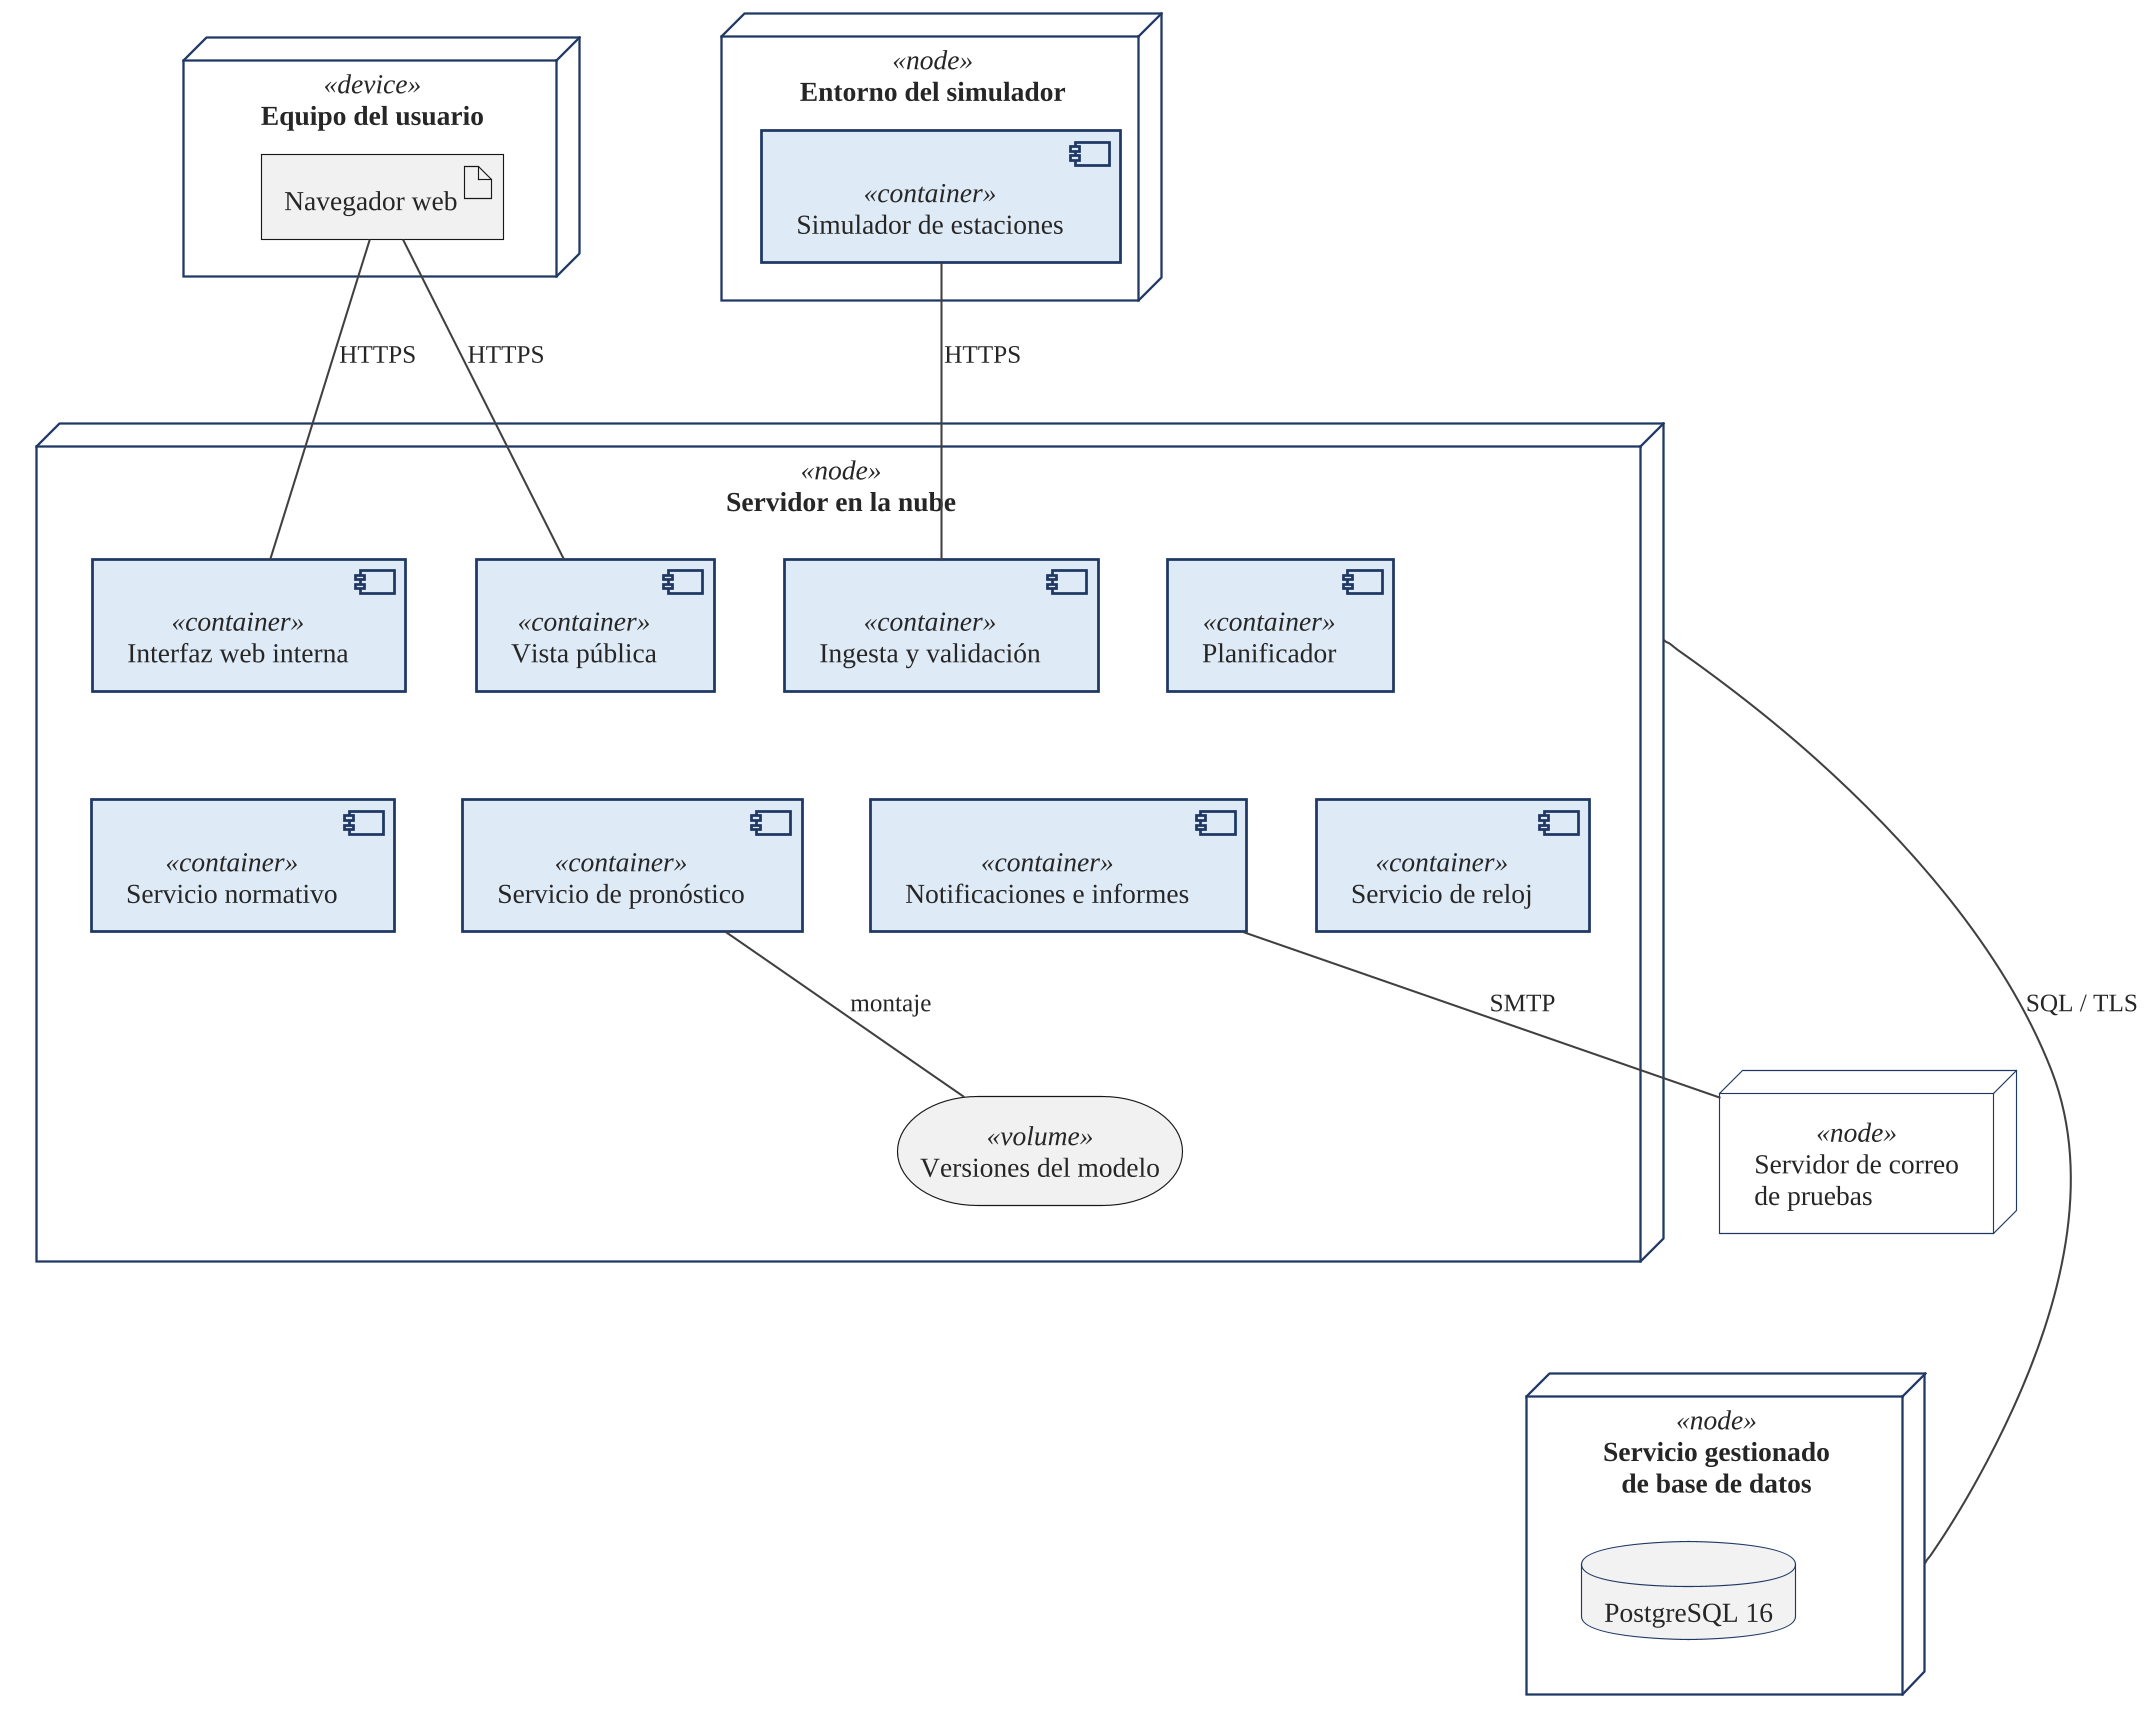 «device»
Equipo del usuario
Navegador web
«node»
Entorno del simulador
«container»
Simulador de estaciones
HTTPS
HTTPS
HTTPS
«node»
Servidor en la nube
«container»
Interfaz web interna
«container»
Vista pública
«container»
Ingesta y validación
«container»
Planificador
«container»
Servicio normativo
«container»
Servicio de pronóstico
«container»
Notificaciones e informes
«container»
Servicio de reloj
montaje
SMTP
SQL / TLS
«volume»
Versiones del modelo
«node»
Servidor de correo
de pruebas
«node»
Servicio gestionado
de base de datos
PostgreSQL 16